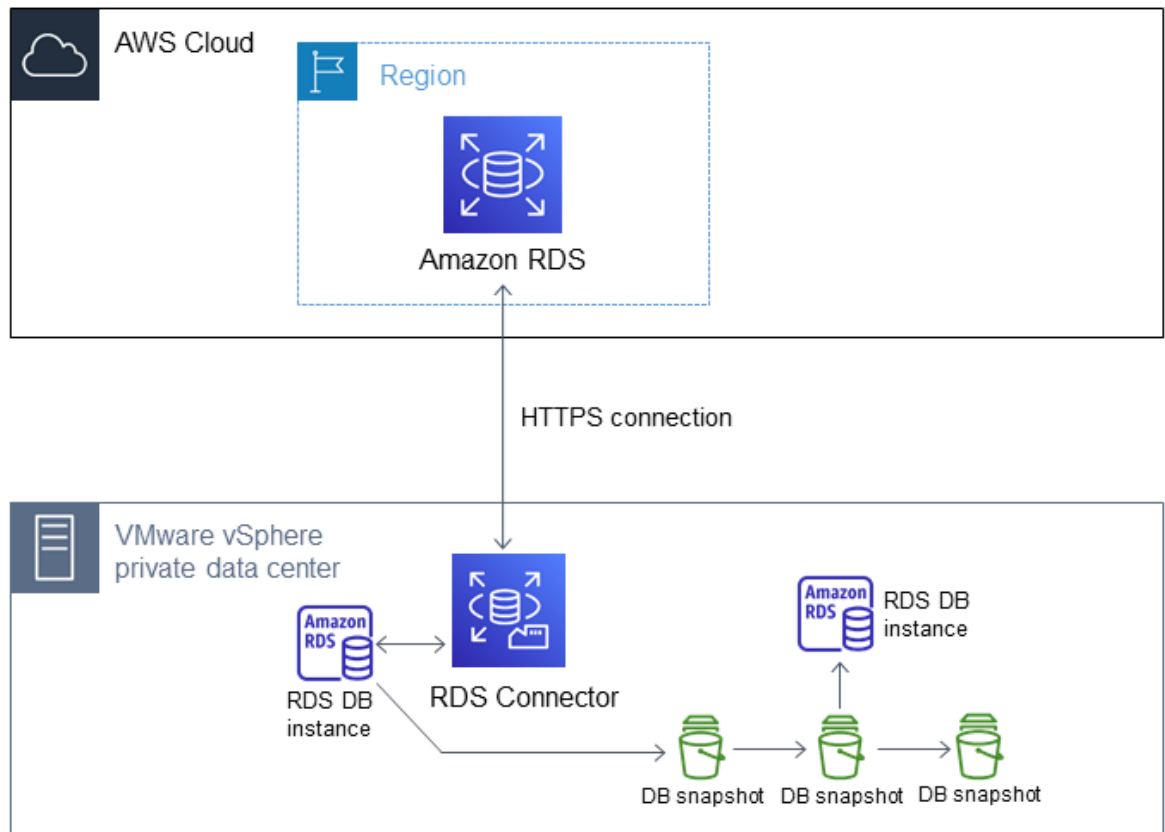 AWS Cloud
Region
Amazon RDS
HTTPS connection
VMware vSphere
private data center
Amazon
RDS
RDS DB
instance
RDS Connector
Amazon
RDS
RDS DB
instance
DB snapshot
DB snapshot
DB snapshot